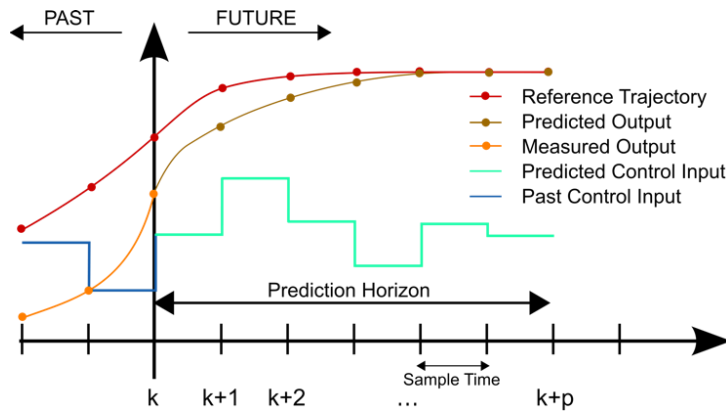 PAST
FUTURE
Reference Trajectory
Predicted Output
Measured Output
Predicted Control Input
Past Control Input
Prediction Horizon
Sample Time
k
k+1
k+2
...
k+p